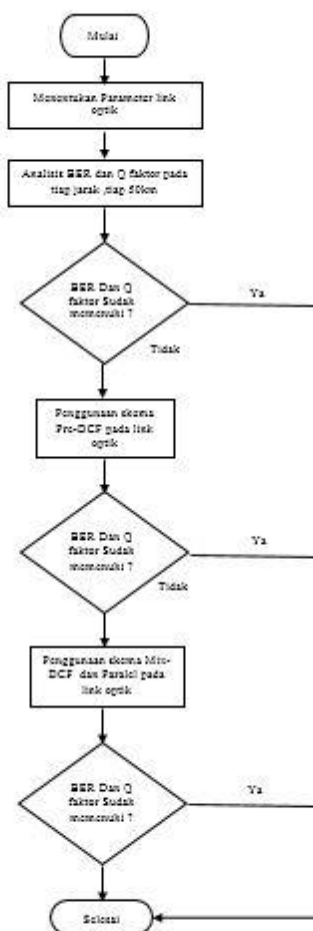 Mulai
Menentukan Parameter link
optik
Analisis BER dan Q faktor pada
tiap jarak ,tiap 50km
BER Dan Q
faktor Sudah
memenuhi ?
Ya
Tidak
Penggunaan skema
Pre-DCF pada link
optik
BER Dan Q
faktor Sudah
memenuhi ?
Ya
Tidak
Penggunaan skema Mix-
DCF dan Paralel pada
link optik
BER Dan Q
faktor Sudah
memenuhi ?
Ya
Selesai